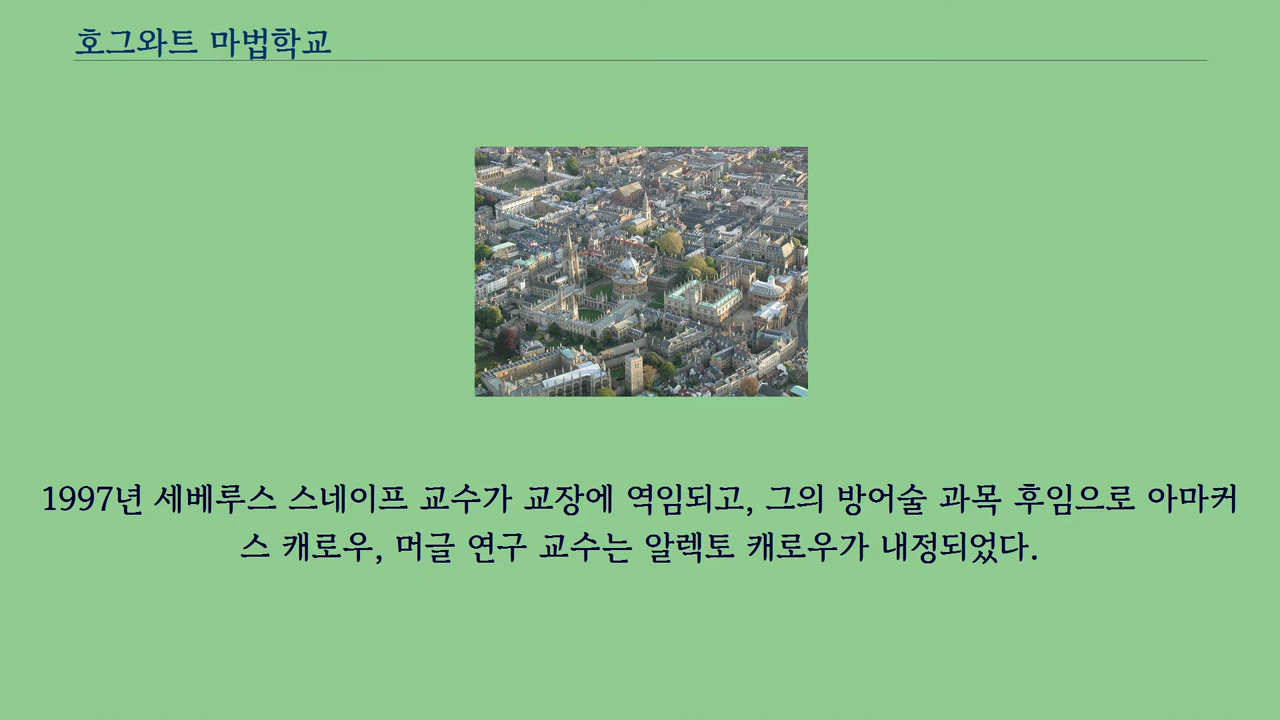 호그와트 마법학교
1997년 세베루스 스네이프 교수가 교장에 역임되고, 그의 방어술 과목 후임으로 아마커
스 캐로우, 머글 연구 교수는 알렉토 캐로우가 내정되었다.